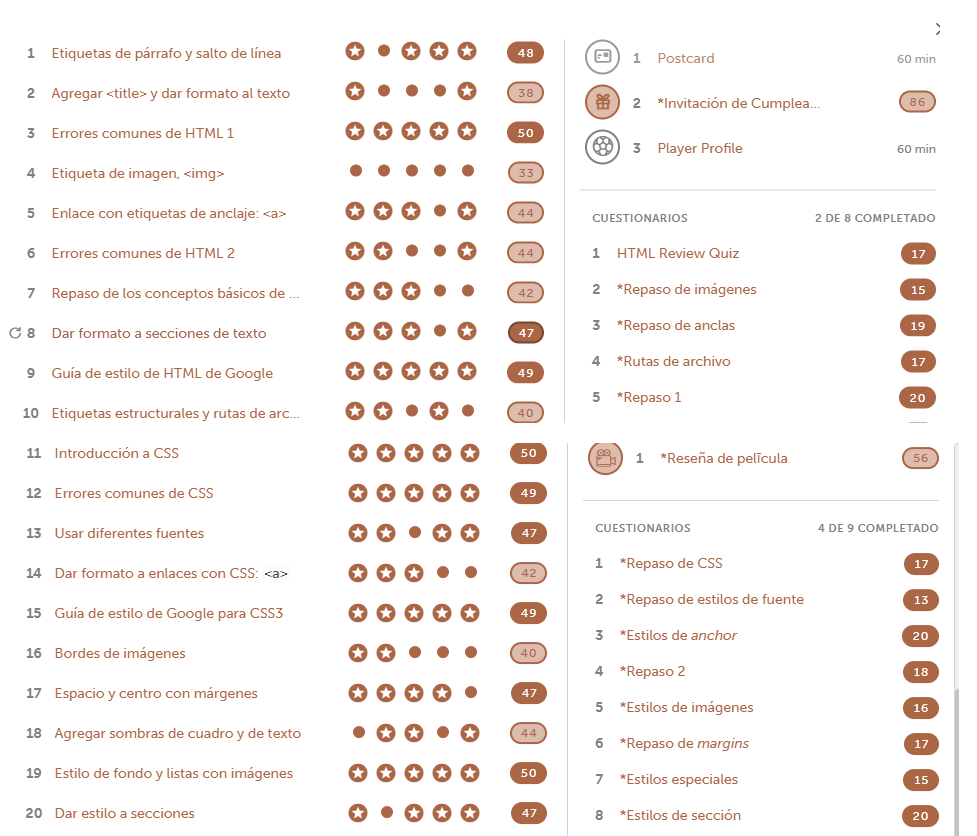 1 Etiquetas de párrafo y salto de línea 48
2 Agregar <title> y dar formato al texto 38
3 Errores comunes de HTML 1 50
4 Etiqueta de imagen, <img> 33
5 Enlace con etiquetas de anclaje: <a> 44
6 Errores comunes de HTML 2 44
7 Repaso de los conceptos básicos de ... 42
8 Dar formato a secciones de texto 47
9 Guía de estilo de HTML de Google 49
10 Etiquetas estructurales y rutas de arc... 40
1 Postcard 60 min
2 *Invitación de Cumplea... 86
3 Player Profile 60 min
CUESTIONARIOS 2 DE 8 COMPLETADO
1 HTML Review Quiz 17
2 *Repaso de imágenes 15
3 *Repaso de anclas 19
4 *Rutas de archivo 17
5 *Repaso 1 20
11 Introducción a CSS 50
12 Errores comunes de CSS 49
13 Usar diferentes fuentes 47
14 Dar formato a enlaces con CSS: <a> 42
15 Guía de estilo de Google para CSS3 49
16 Bordes de imágenes 40
17 Espacio y centro con márgenes 47
18 Agregar sombras de cuadro y de texto 44
19 Estilo de fondo y listas con imágenes 50
20 Dar estilo a secciones 47
1 *Reseña de película 56
CUESTIONARIOS 4 DE 9 COMPLETADO
1 *Repaso de CSS 17
2 *Repaso de estilos de fuente 13
3 *Estilos de anchor 20
4 *Repaso 2 18
5 *Estilos de imágenes 16
6 *Repaso de margins 17
7 *Estilos especiales 15
8 *Estilos de sección 20